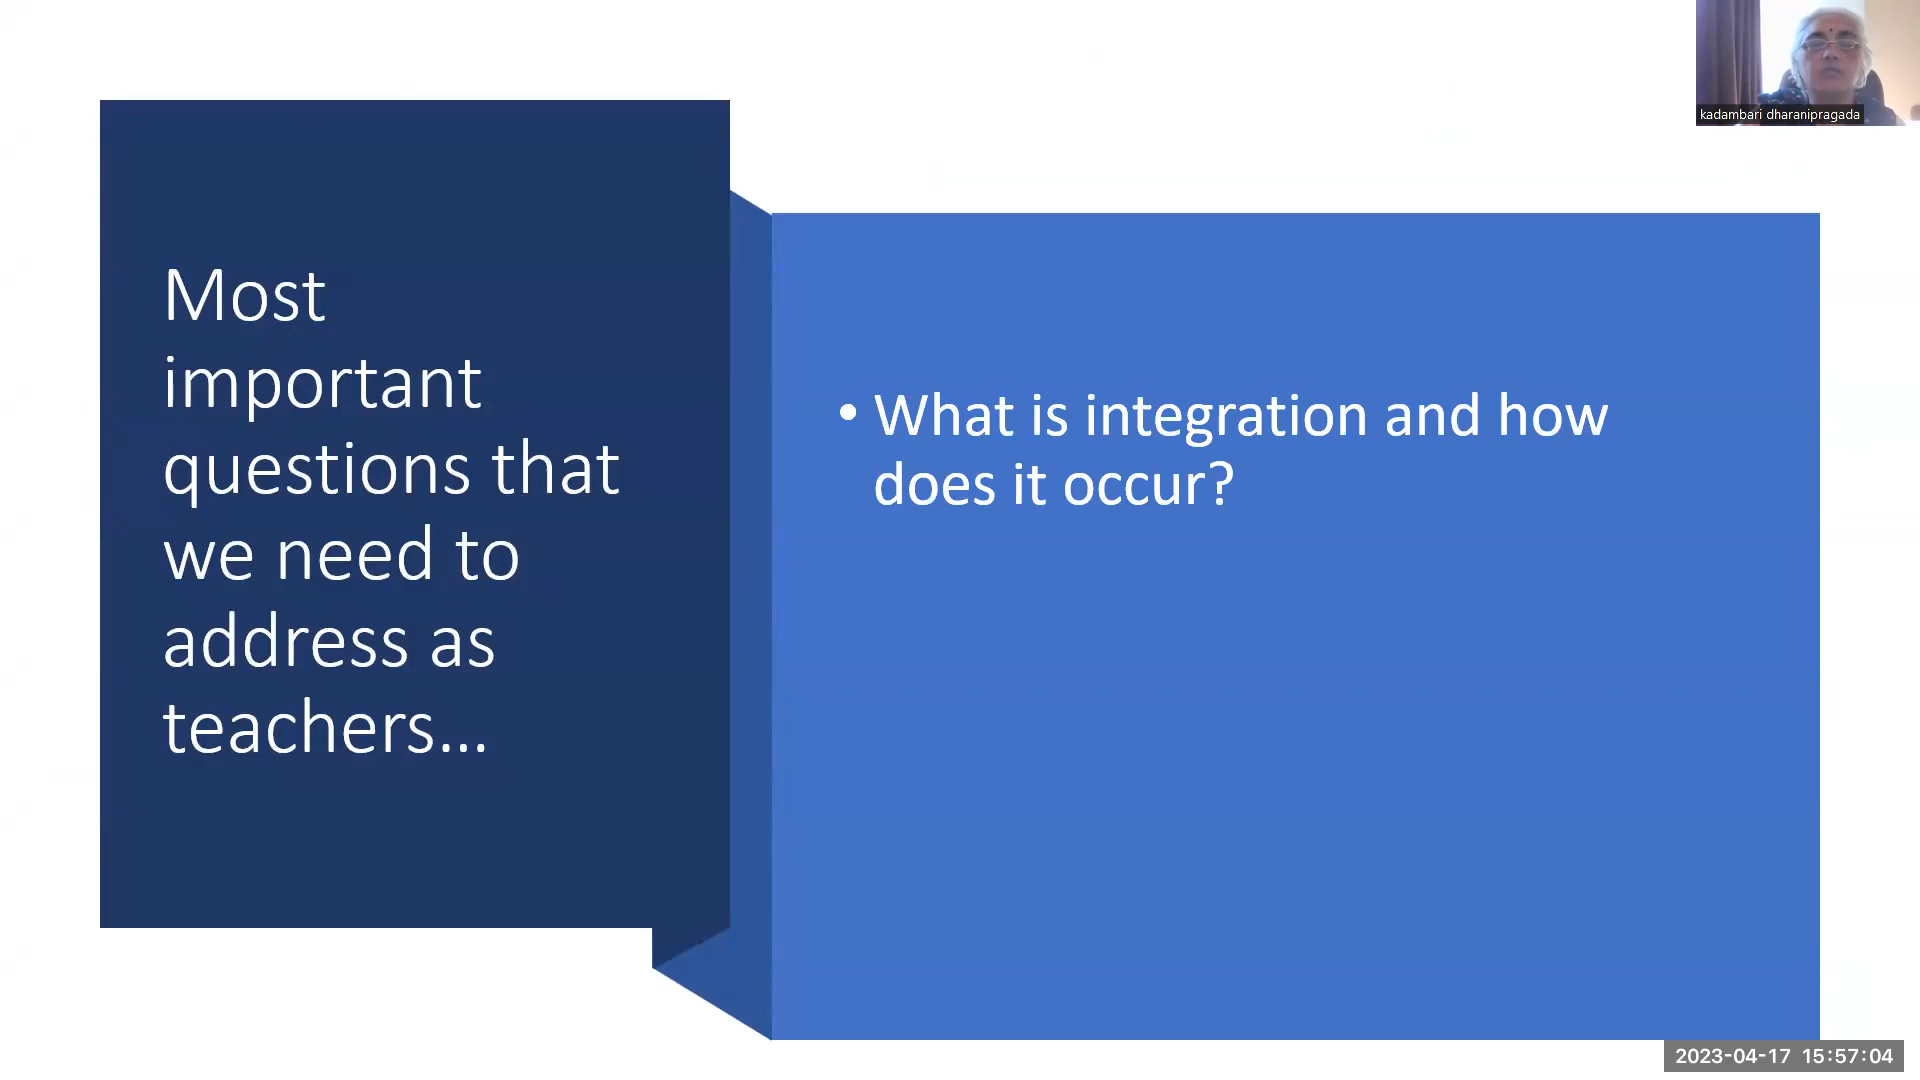 kadambari dharanipragada
Most
important
questions that
we need to
address as
teachers...
• What is integration and how
does it occur?
2023-04-17 15:57:04